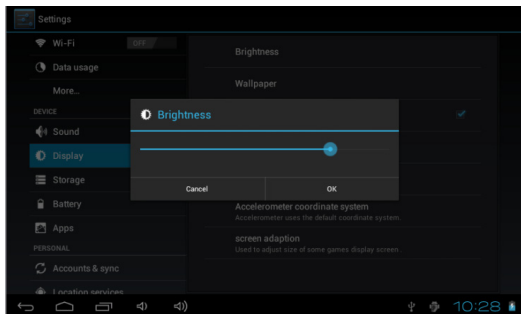 Settings
Wi-Fi
OFF
Data usage
More...
DEVICE
Sound
Display
Storage
Battery
Apps
PERSONAL
Accounts & sync
Location services
Brightness
Wallpaper
Brightness
Cancel
OK
Accelerometer coordinate system
Accelerometer uses the default coordinate system.
screen adaption
Used to adjust size of some games display screen.
10:28